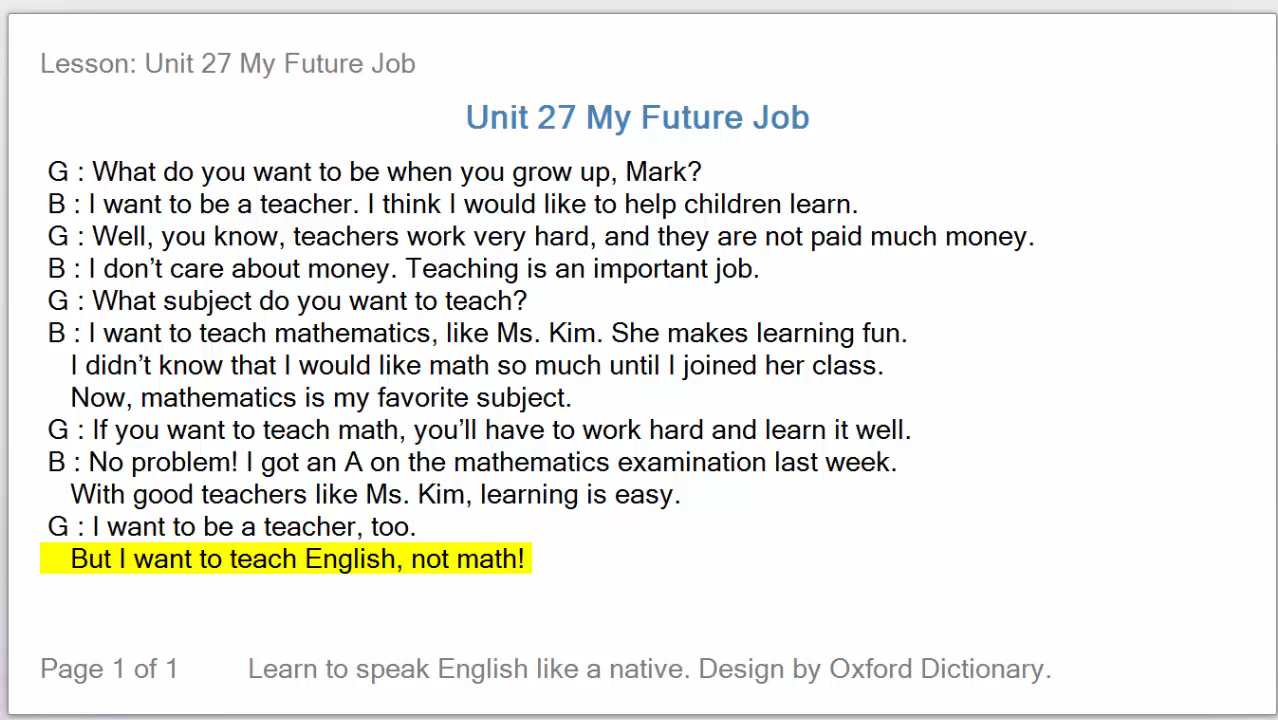 Lesson: Unit 27 My Future Job
Unit 27 My Future Job
G : What do you want to be when you grow up, Mark?
B : I want to be a teacher. I think I would like to help children learn.
G : Well, you know, teachers work very hard, and they are not paid much money.
B : I don’t care about money. Teaching is an important job.
G : What subject do you want to teach?
B : I want to teach mathematics, like Ms. Kim. She makes learning fun.
I didn’t know that I would like math so much until I joined her class.
Now, mathematics is my favorite subject.
G : If you want to teach math, you’ll have to work hard and learn it well.
B : No problem! I got an A on the mathematics examination last week.
With good teachers like Ms. Kim, learning is easy.
G : I want to be a teacher, too.
But I want to teach English, not math!
Page 1 of 1 Learn to speak English like a native. Design by Oxford Dictionary.